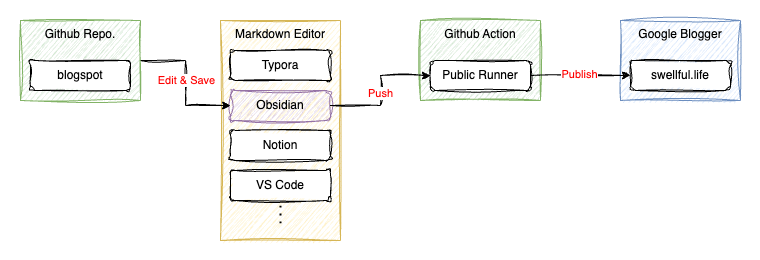 Github Repo.
blogspot
Edit & Save
Markdown Editor
Typora
Obsidian
Notion
VS Code
Push
Github Action
Public Runner
Publish
Google Blogger
swellful.life